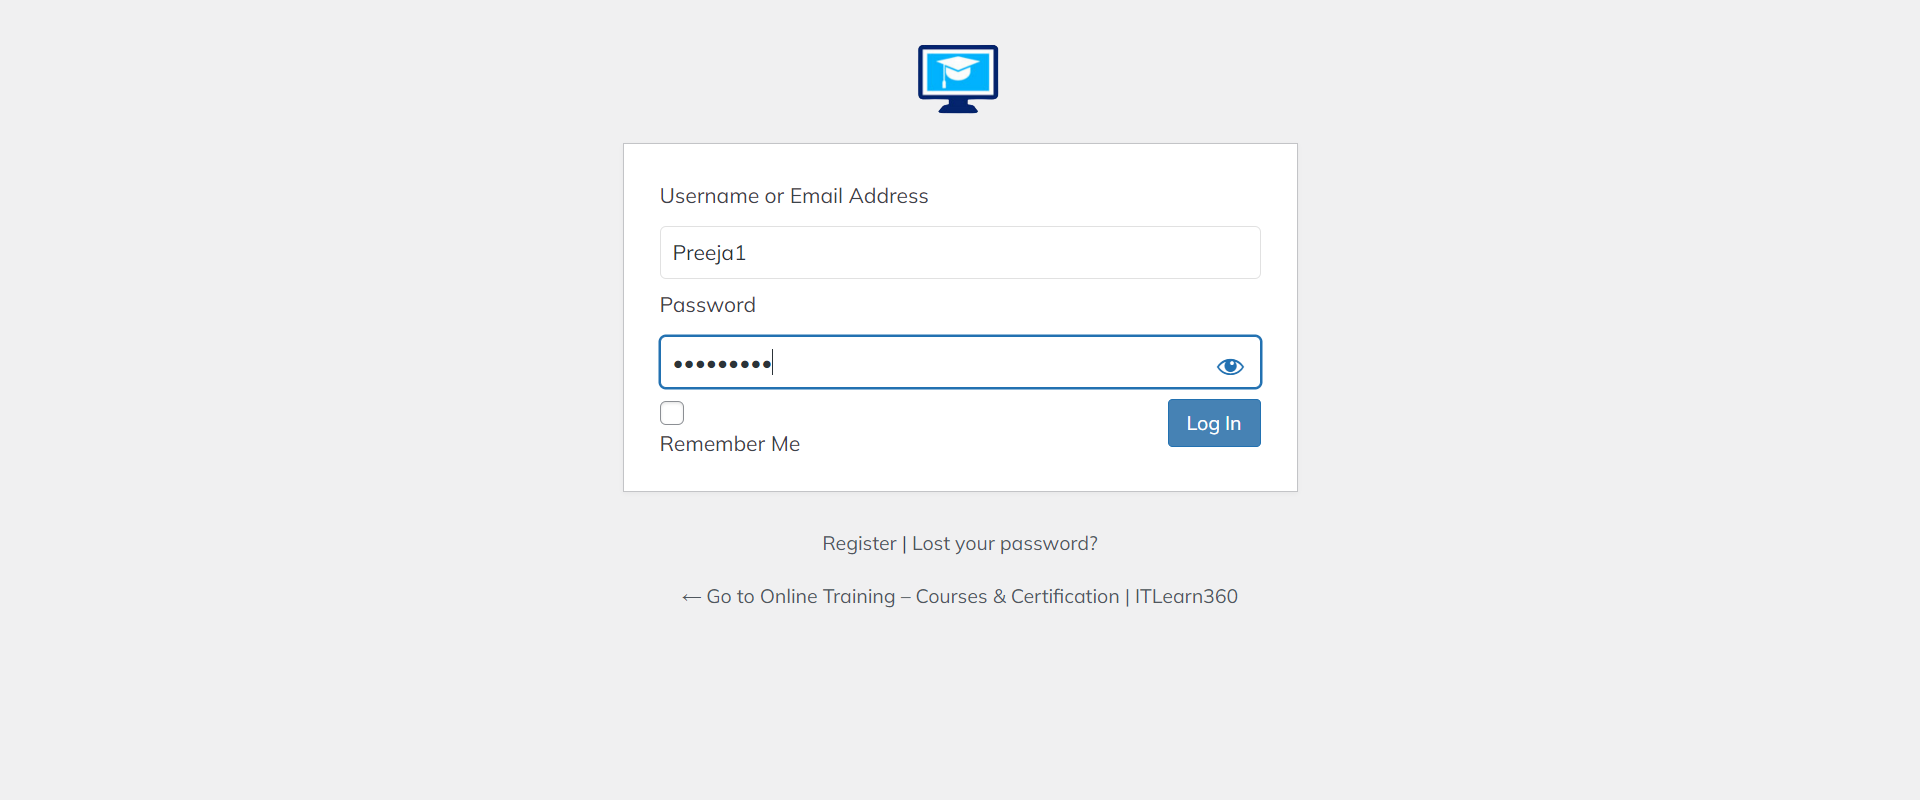 Username or Email Address
Preeja1
Password
•••••••••
Remember Me
Log In
Register | Lost your password?
← Go to Online Training – Courses & Certification | ITLearn360